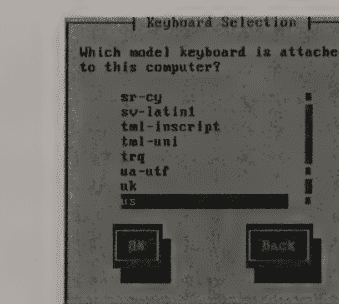 Keyboard Selection
Which model keyboard is attache
to this computer?
sr-cy
sv-latin1
tml-inscript
tml-uni
trq
ua-utf
uk
us
OK
Back